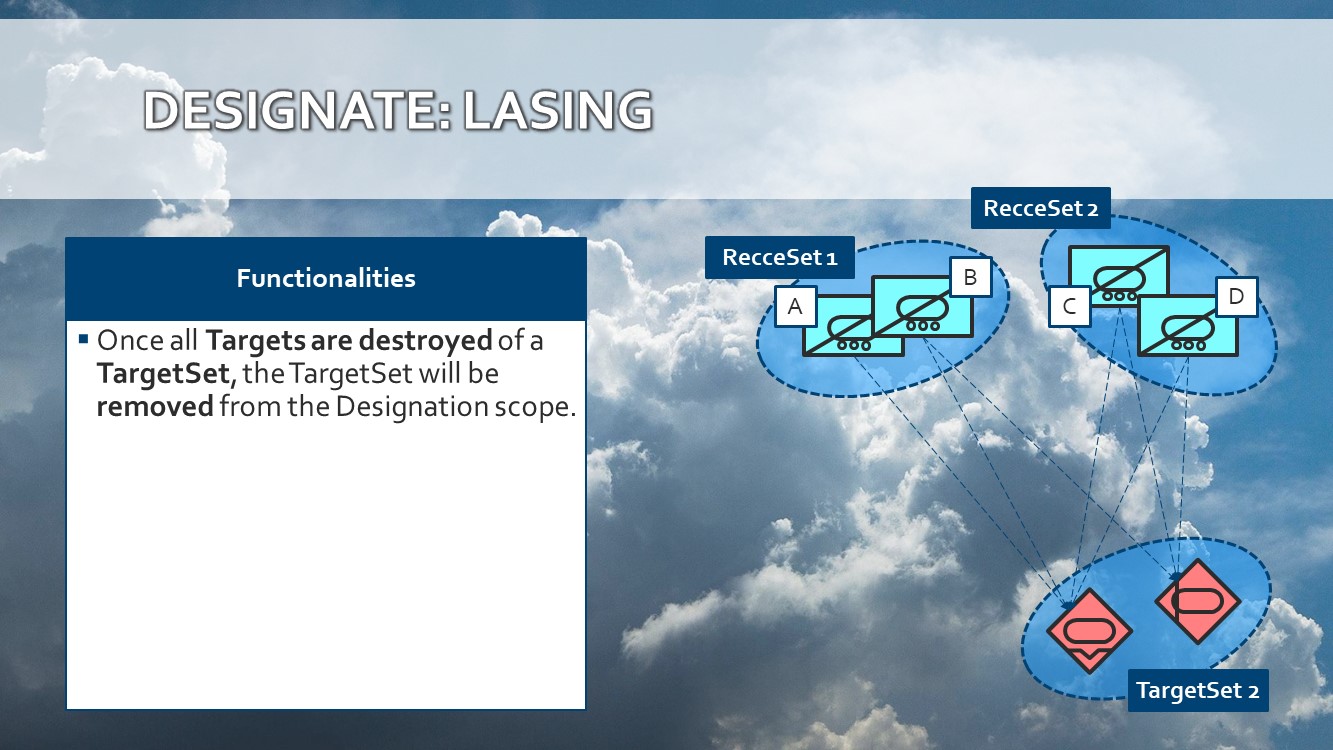 DESIGNATE: LASING
Functionalities
▪ Once all Targets are destroyed of a
TargetSet, the TargetSet will be
removed from the Designation scope.
RecceSet 2
RecceSet 1
A
B
C
D
TargetSet 2